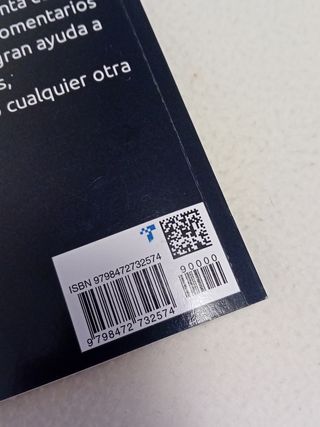 omentarios
gran ayuda a
s,
o cualquier otra
ISBN 9798472732574
90000
9 798472 732574